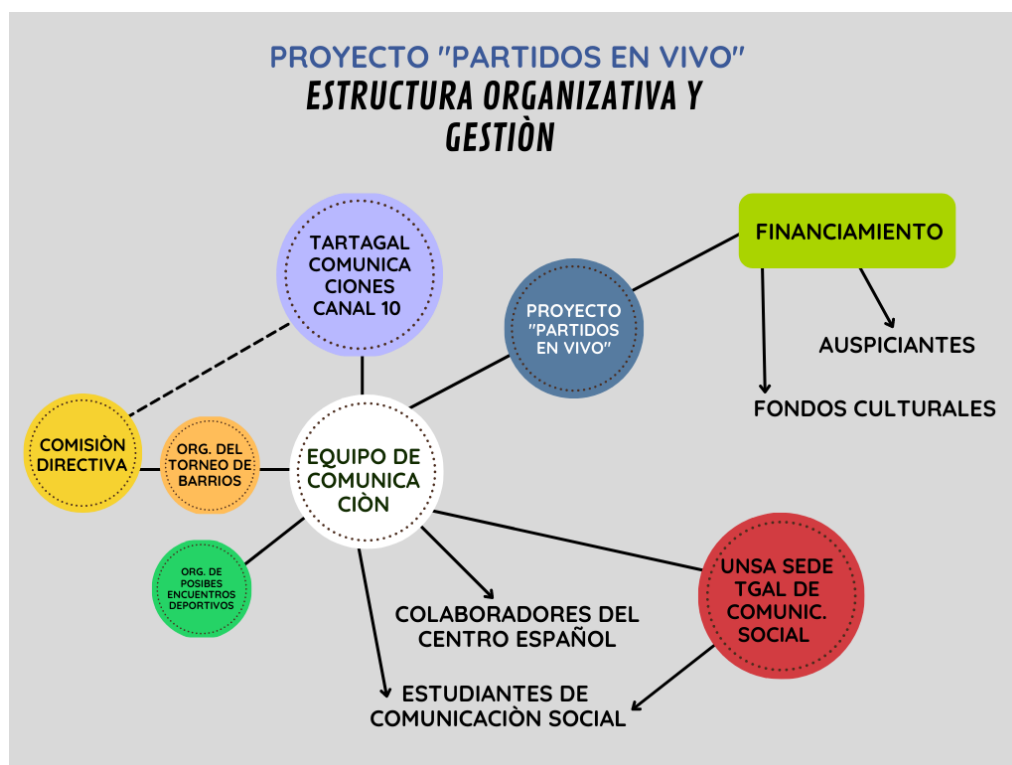 PROYECTO "PARTIDOS EN VIVO"
ESTRUCTURA ORGANIZATIVA Y
GESTIÒN
TARTAGAL
COMUNICA
CIONES
CANAL 10
FINANCIAMIENTO
PROYECTO
"PARTIDOS
EN VIVO"
AUSPICIANTES
FONDOS CULTURALES
COMISIÒN
DIRECTIVA
ORG. DEL
TORNEO DE
BARRIOS
EQUIPO DE
COMUNICA
CIÒN
ORG. DE
POSIBES
ENCUENTROS
DEPORTIVOS
UNSA SEDE
TGAL DE
COMUNIC.
SOCIAL
COLABORADORES DEL
CENTRO ESPAÑOL
ESTUDIANTES DE
COMUNICACIÒN SOCIAL